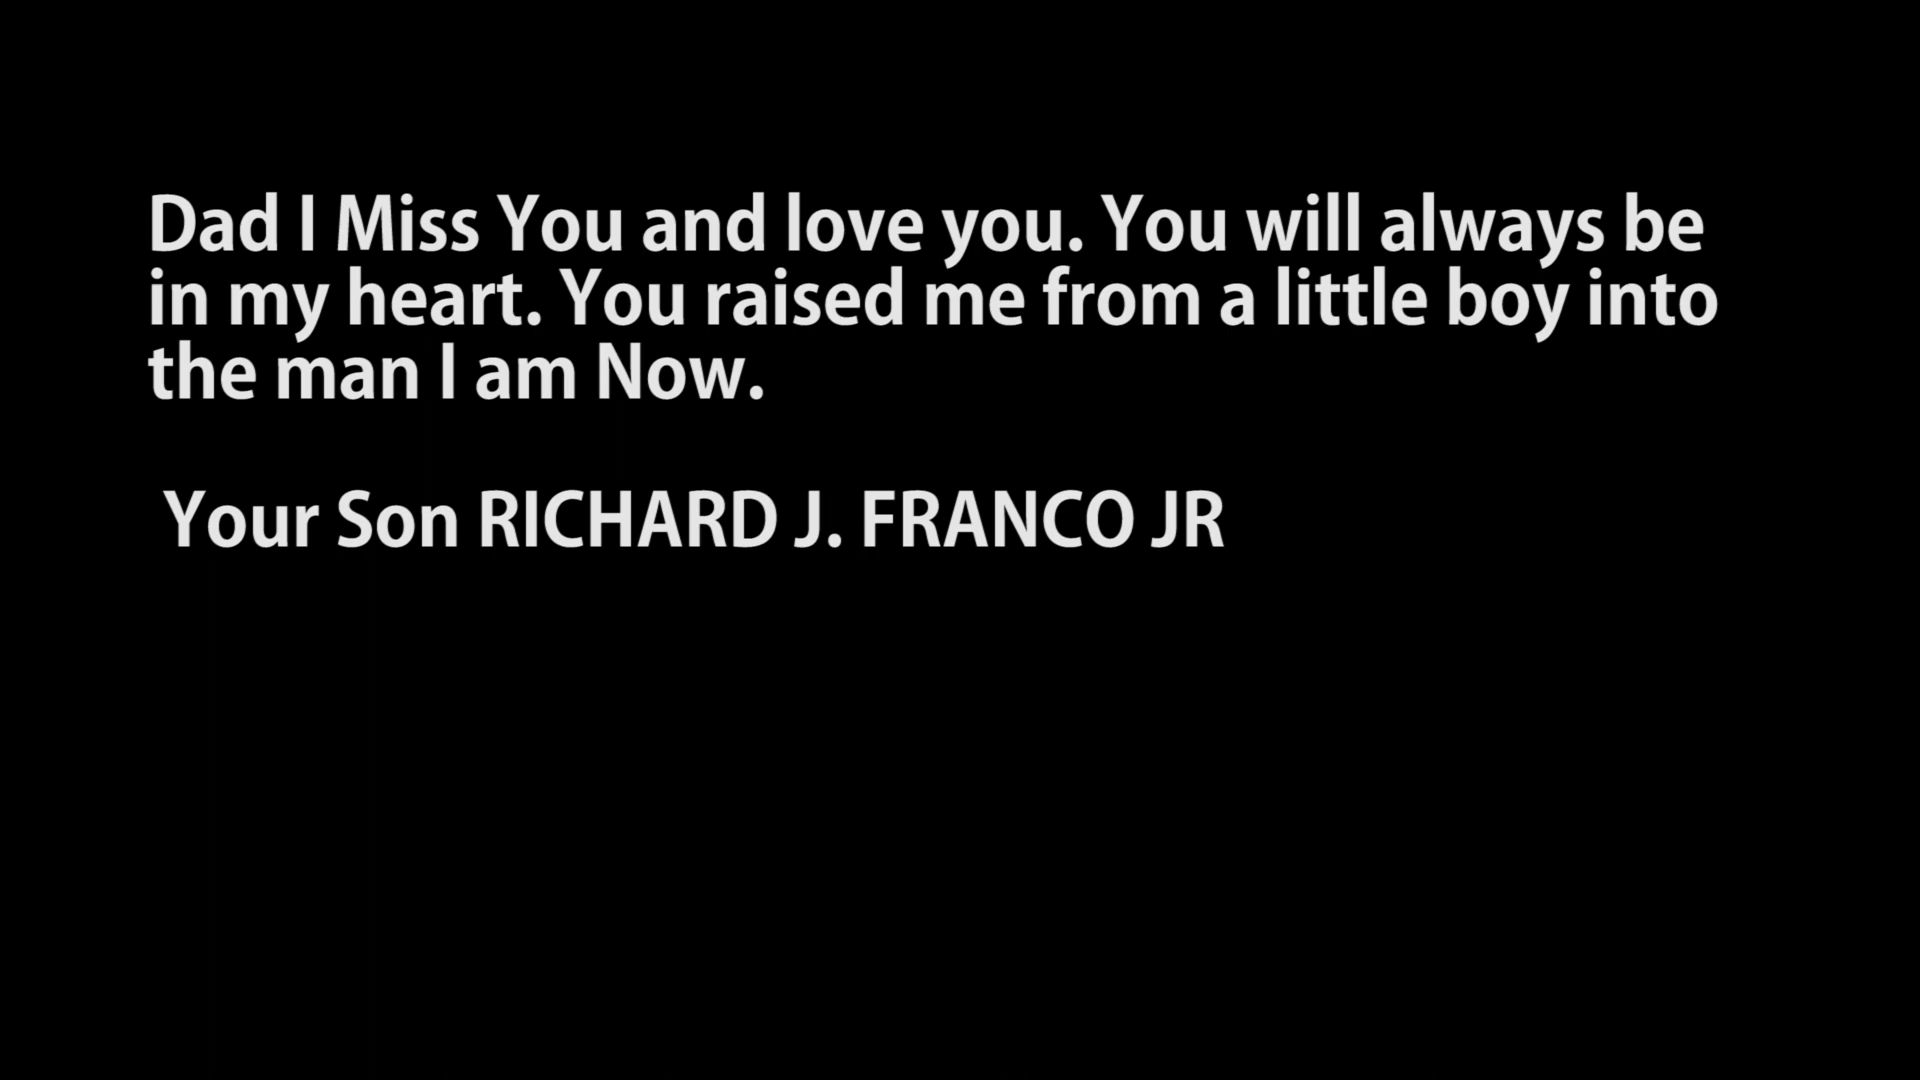 Dad I Miss You and love you. You will always be
in my heart. You raised me from a little boy into
the man I am Now.
Your Son RICHARD J. FRANCO JR